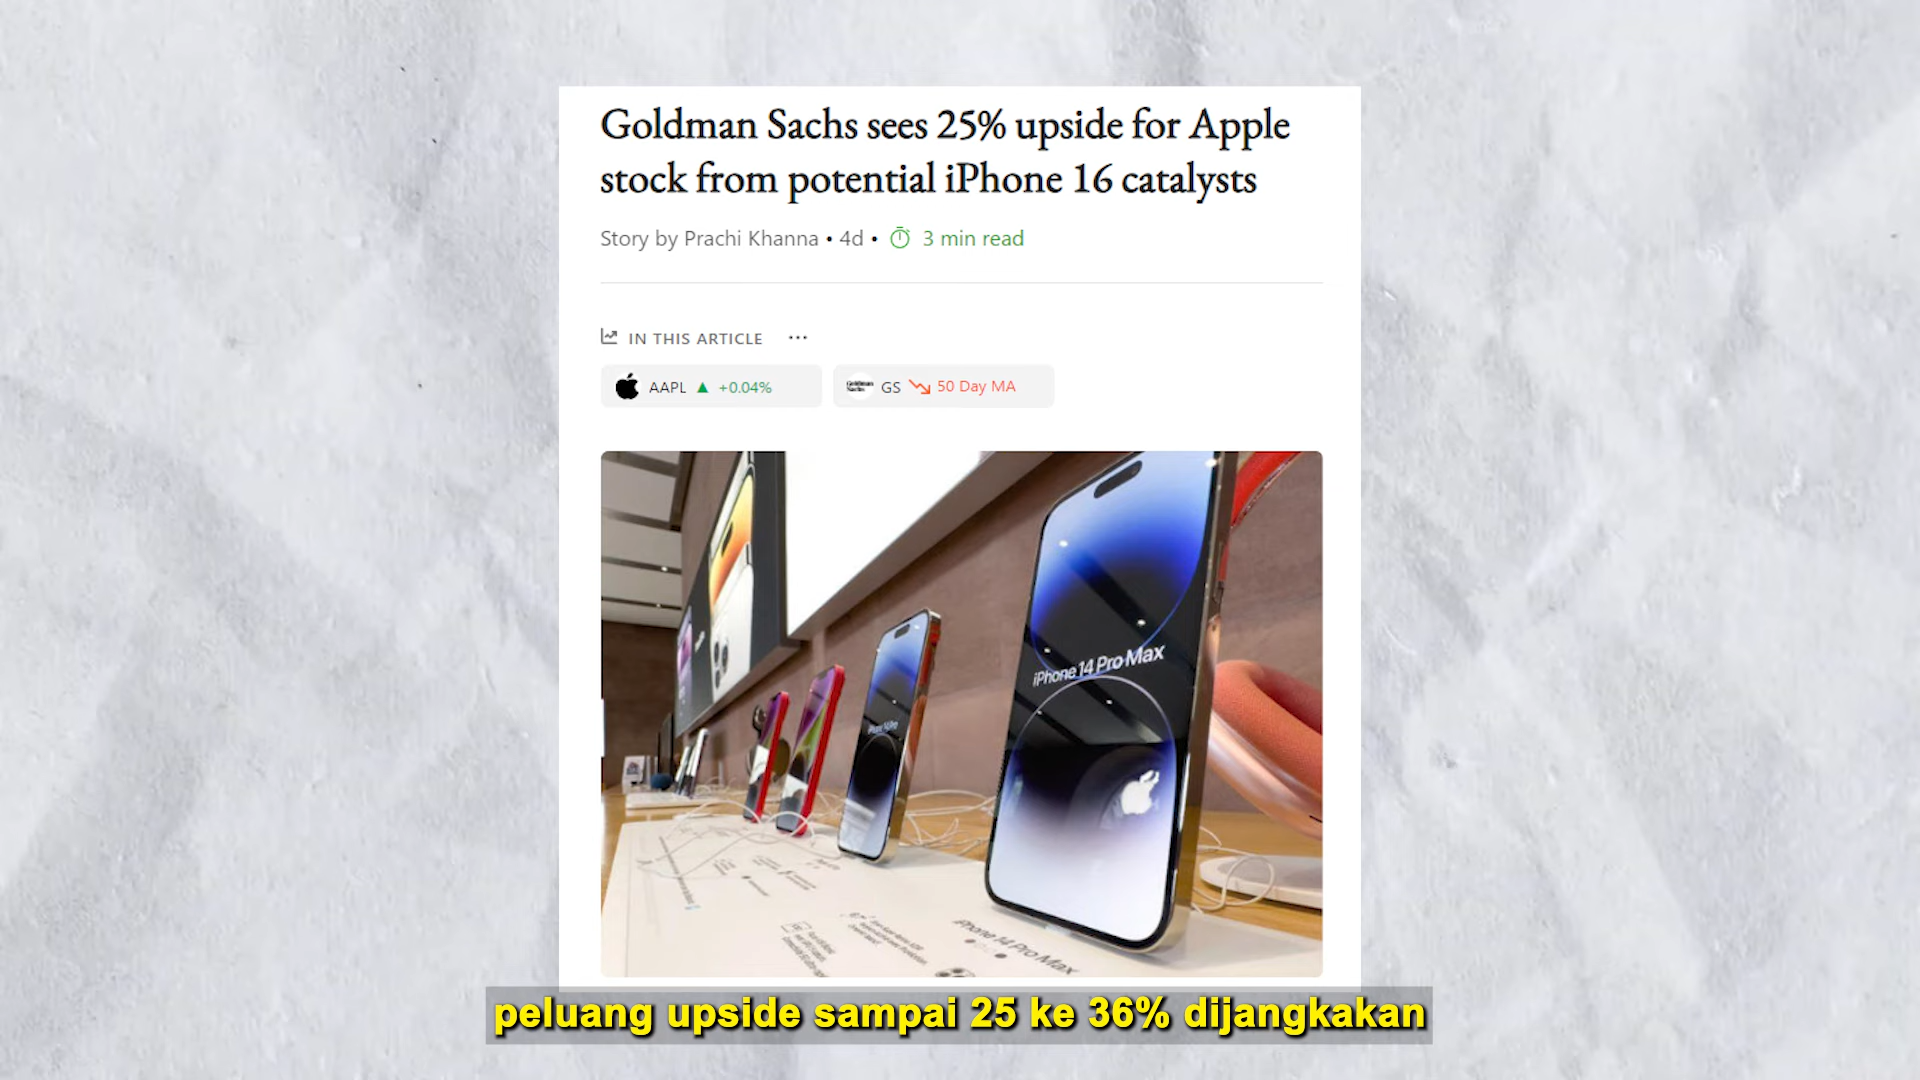 Goldman Sachs sees 25% upside for Apple
stock from potential iPhone 16 catalysts
Story by Prachi Khanna • 4d • 3 min read
IN THIS ARTICLE ...
AAPL ▲ +0.04%
Goldman
Sachs
GS 50 Day MA
iPhone 14 Pro Max
iPhone 14 Pro Max
peluang upside sampai 25 ke 36% dijangkakan